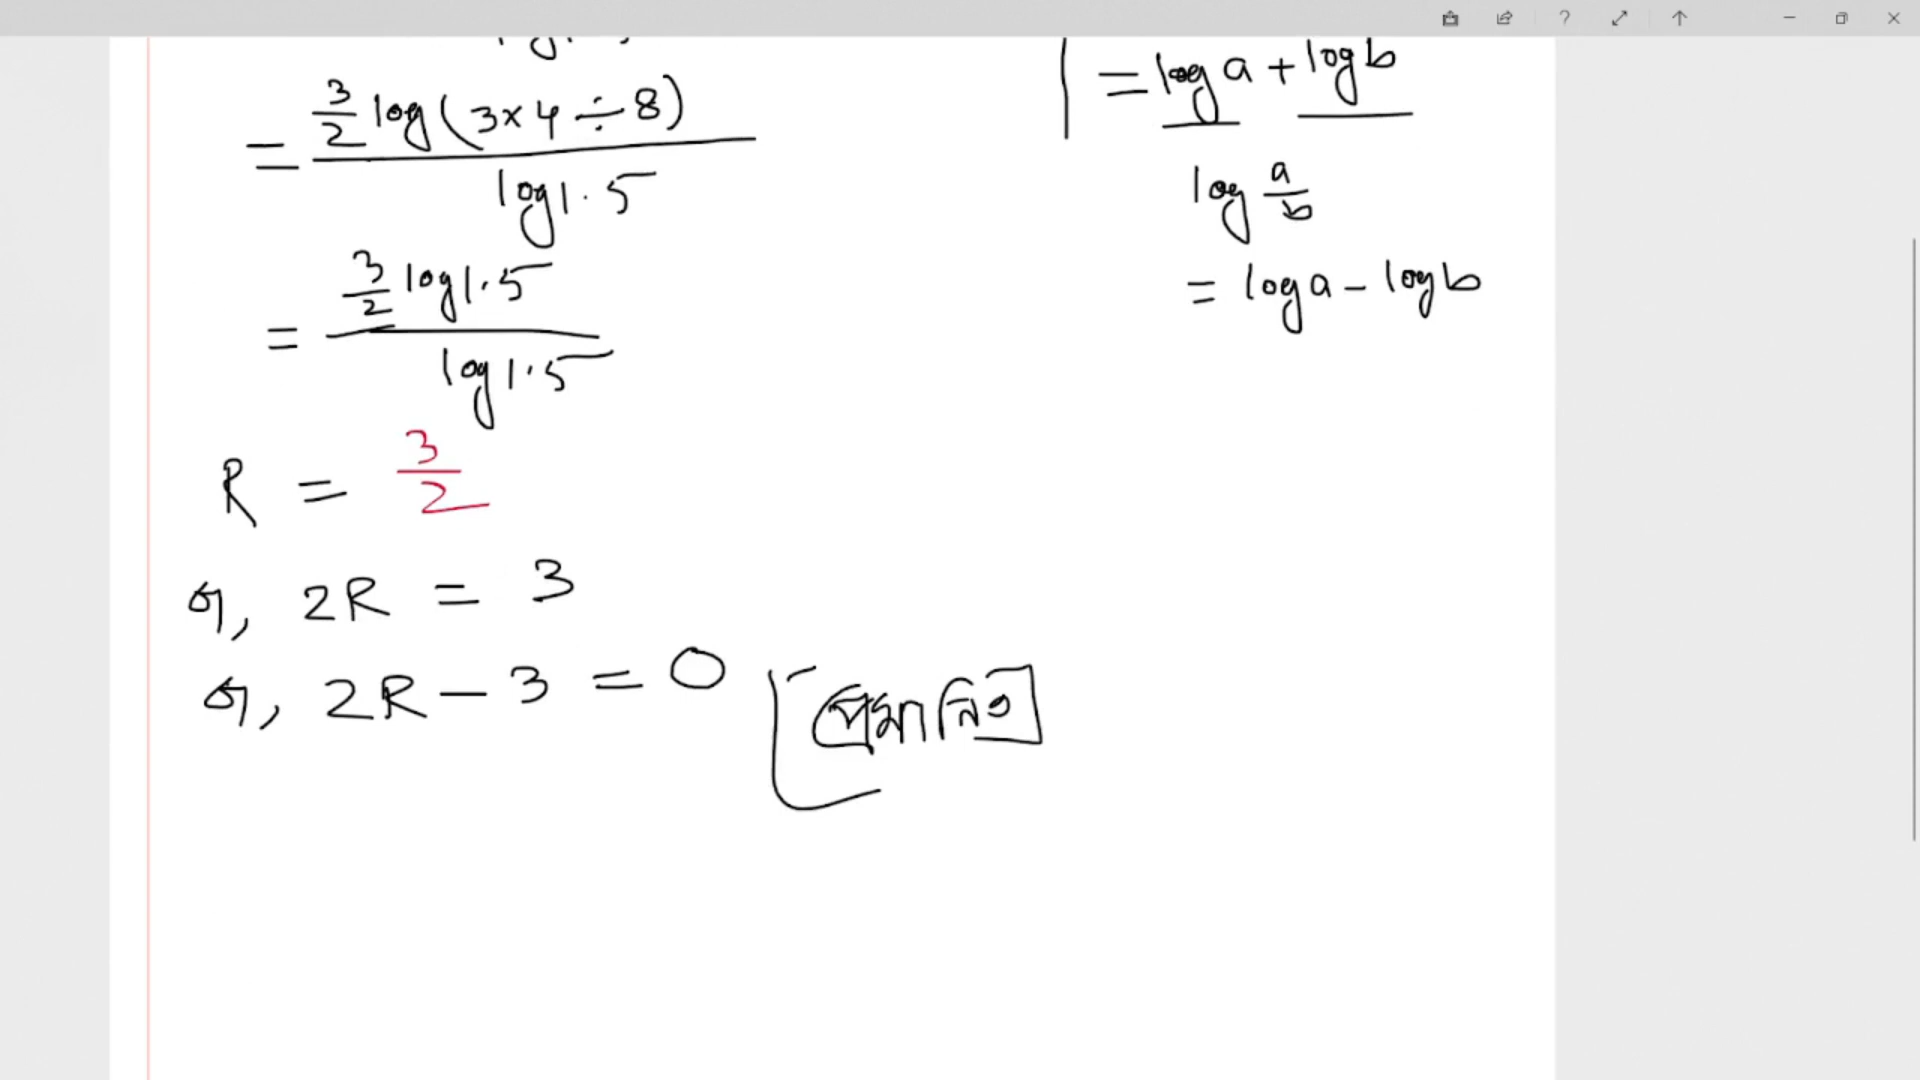 = 3/2 log(3×4÷8) / log1.5
= 3/2 log1.5 / log1.5
R = 3/2
বা, 2R = 3
বা, 2R - 3 = 0 [প্রমাণিত]
= log a + log b
log a/b
= log a - log b